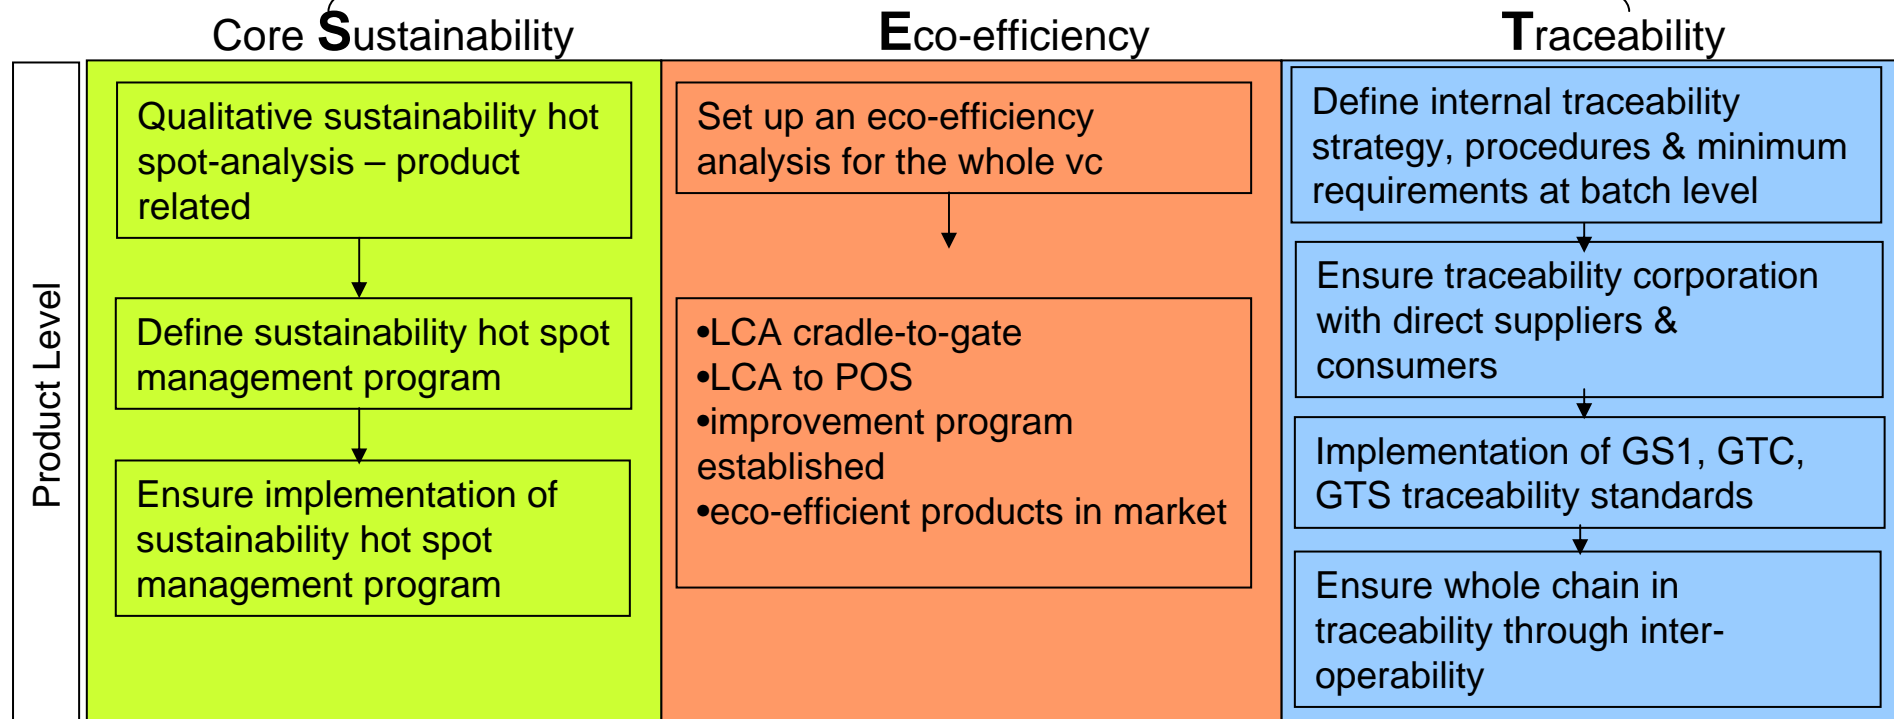 Core Sustainability
Eco-efficiency
Traceability
Product Level
Qualitative sustainability hot
spot-analysis – product
related
Define sustainability hot spot
management program
Ensure implementation of
sustainability hot spot
management program
Set up an eco-efficiency
analysis for the whole vc
•LCA cradle-to-gate
•LCA to POS
•improvement program
established
•eco-efficient products in market
Define internal traceability
strategy, procedures & minimum
requirements at batch level
Ensure traceability corporation
with direct suppliers &
consumers
Implementation of GS1, GTC,
GTS traceability standards
Ensure whole chain in
traceability through inter-
operability